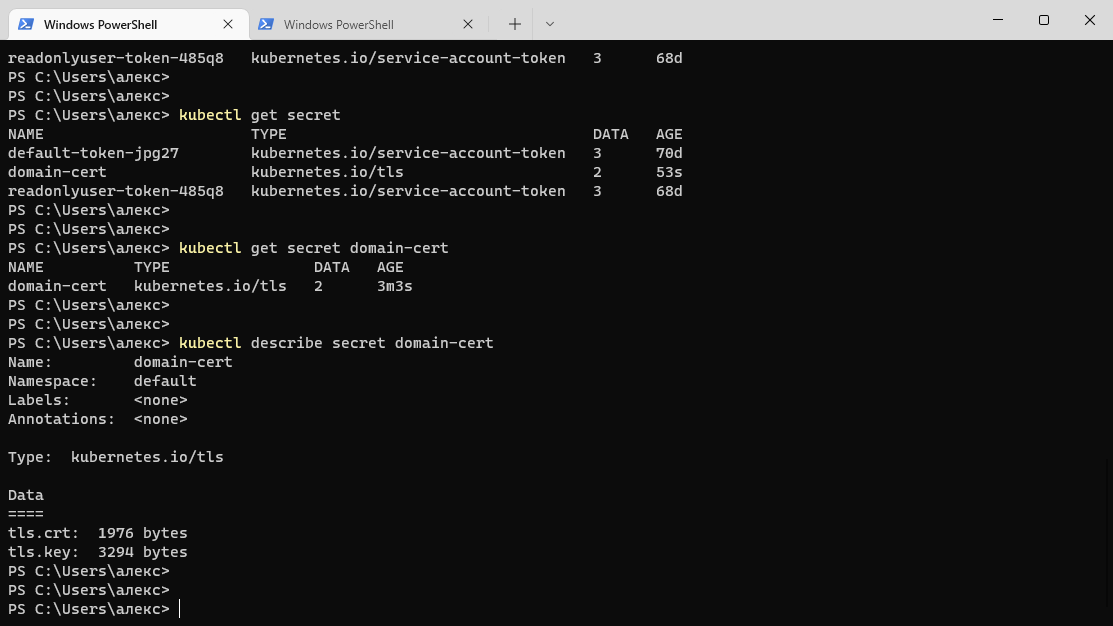 Windows PowerShell
Windows PowerShell
readonlyuser-token-485q8   kubernetes.io/service-account-token   3      68d
PS C:\Users\алекс>
PS C:\Users\алекс>
PS C:\Users\алекс> kubectl get secret
NAME                       TYPE                                  DATA   AGE
default-token-jpg27        kubernetes.io/service-account-token   3      70d
domain-cert                kubernetes.io/tls                     2      53s
readonlyuser-token-485q8   kubernetes.io/service-account-token   3      68d
PS C:\Users\алекс>
PS C:\Users\алекс>
PS C:\Users\алекс> kubectl get secret domain-cert
NAME          TYPE                DATA   AGE
domain-cert   kubernetes.io/tls   2      3m3s
PS C:\Users\алекс>
PS C:\Users\алекс>
PS C:\Users\алекс> kubectl describe secret domain-cert
Name:         domain-cert
Namespace:    default
Labels:       <none>
Annotations:  <none>

Type:  kubernetes.io/tls

Data
====
tls.crt:  1976 bytes
tls.key:  3294 bytes
PS C:\Users\алекс>
PS C:\Users\алекс>
PS C:\Users\алекс>